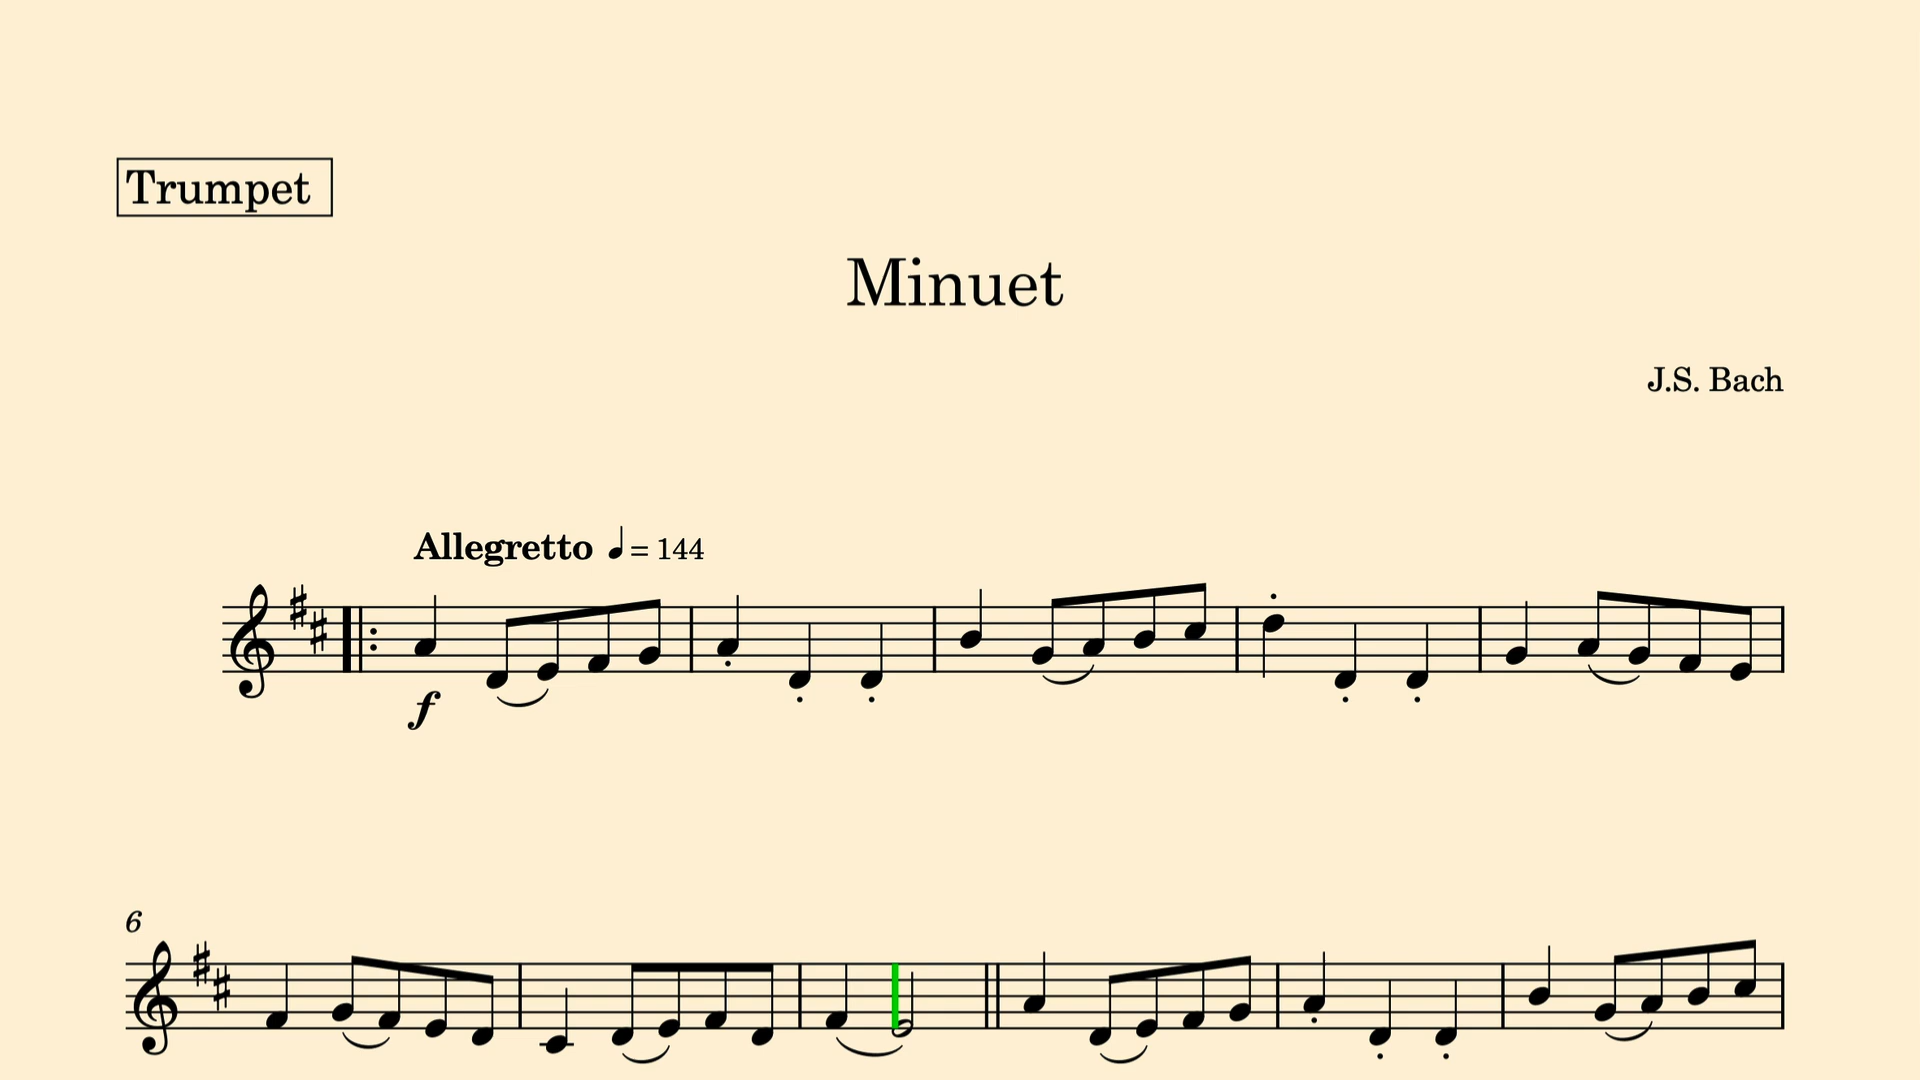 Trumpet
Minuet
J.S. Bach
Allegretto ♩ = 144
f
6